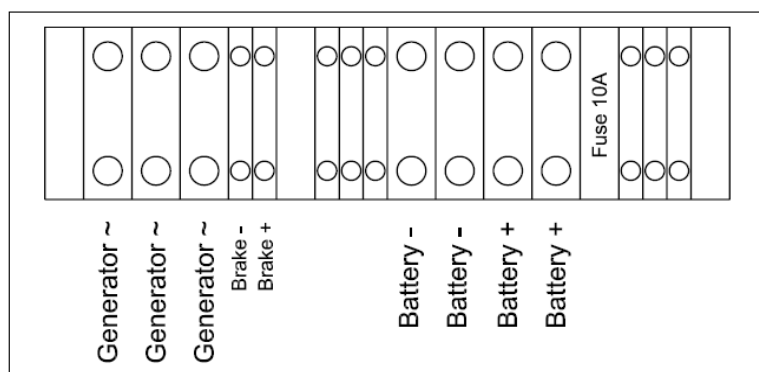 Fuse 10A
Generator ~
Generator ~
Generator ~
Brake -
Brake +
Battery -
Battery -
Battery +
Battery +